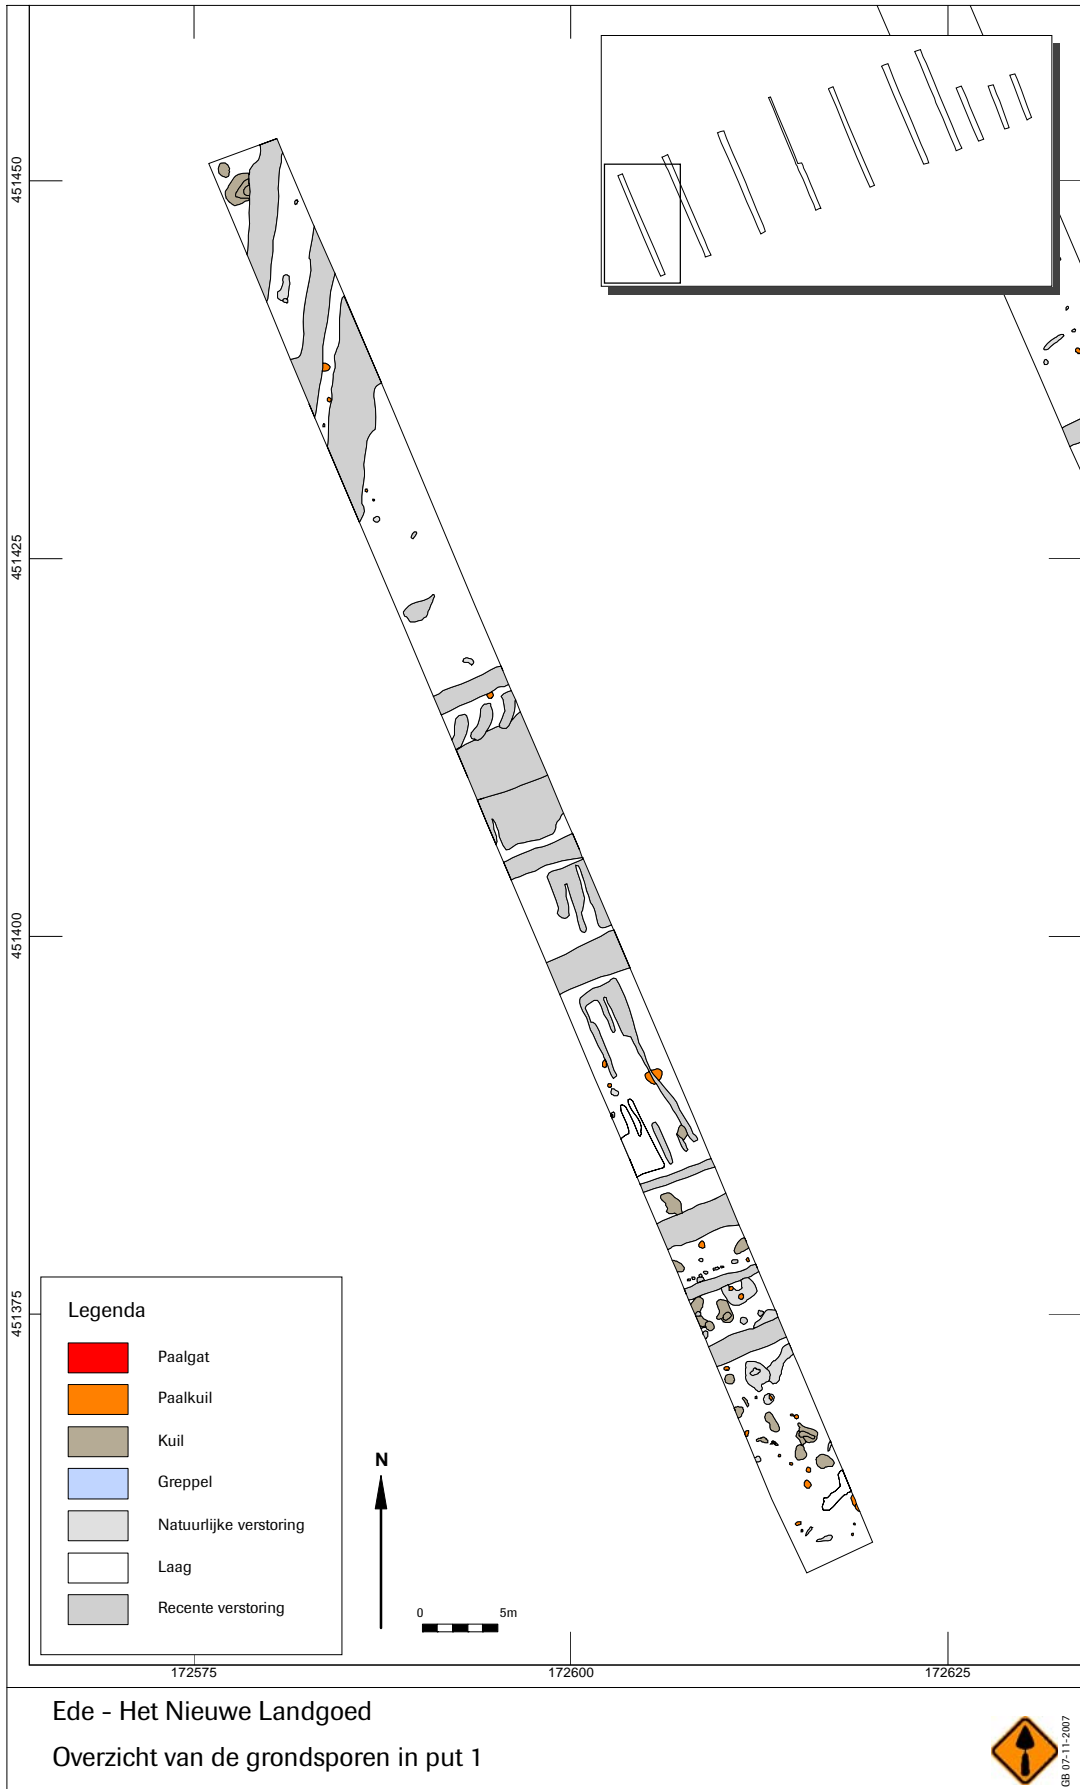 451450
451425
451400
451375
Legenda
Paalgat
Paalkuil
Kuil
Greppel
Natuurlijke verstoring
Laag
Recente verstoring
N
0 5m
172575 172600 172625
Ede - Het Nieuwe Landgoed
Overzicht van de grondsporen in put 1
GB 07-11-2007